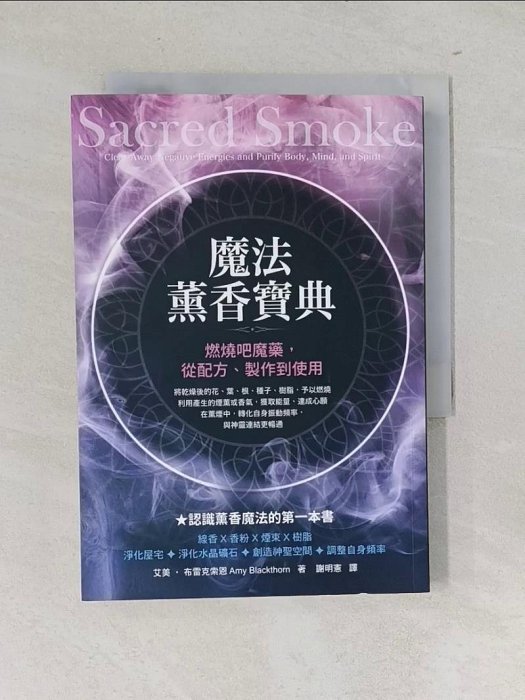 Sacred Smoke
Clear Away Negative Energies and Purify Body, Mind, and Spirit
魔法
薰香寶典
燃燒吧魔藥，
從配方、製作到使用
將乾燥後的花、葉、根、種子、樹脂，予以燃燒
利用產生的煙薰或香氣，獲取能量、達成心願
在薰煙中，轉化自身振動頻率，
與神靈連結更暢通
★認識薰香魔法的第一本書
線香 X 香粉 X 煙束 X 樹脂
淨化屋宅 ✦ 淨化水晶礦石 ✦ 創造神聖空間 ✦ 調整自身頻率
艾美・布雷克索恩 Amy Blackthorn 著 謝明憲 譯